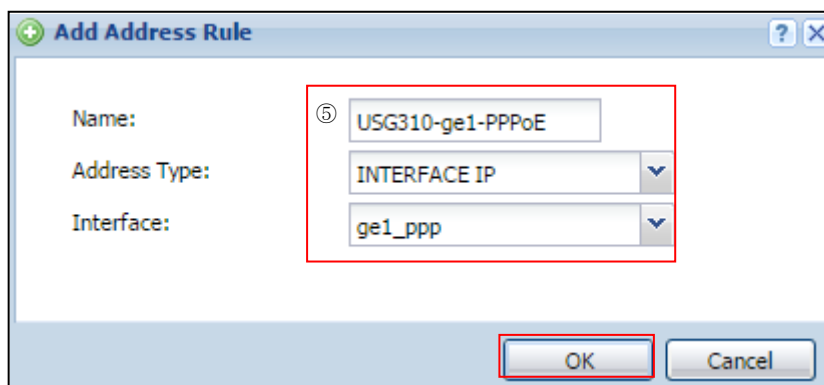 Add Address Rule
?
Name: ⑤ USG310-ge1-PPPoE
Address Type: INTERFACE IP
Interface: ge1_ppp
OK Cancel